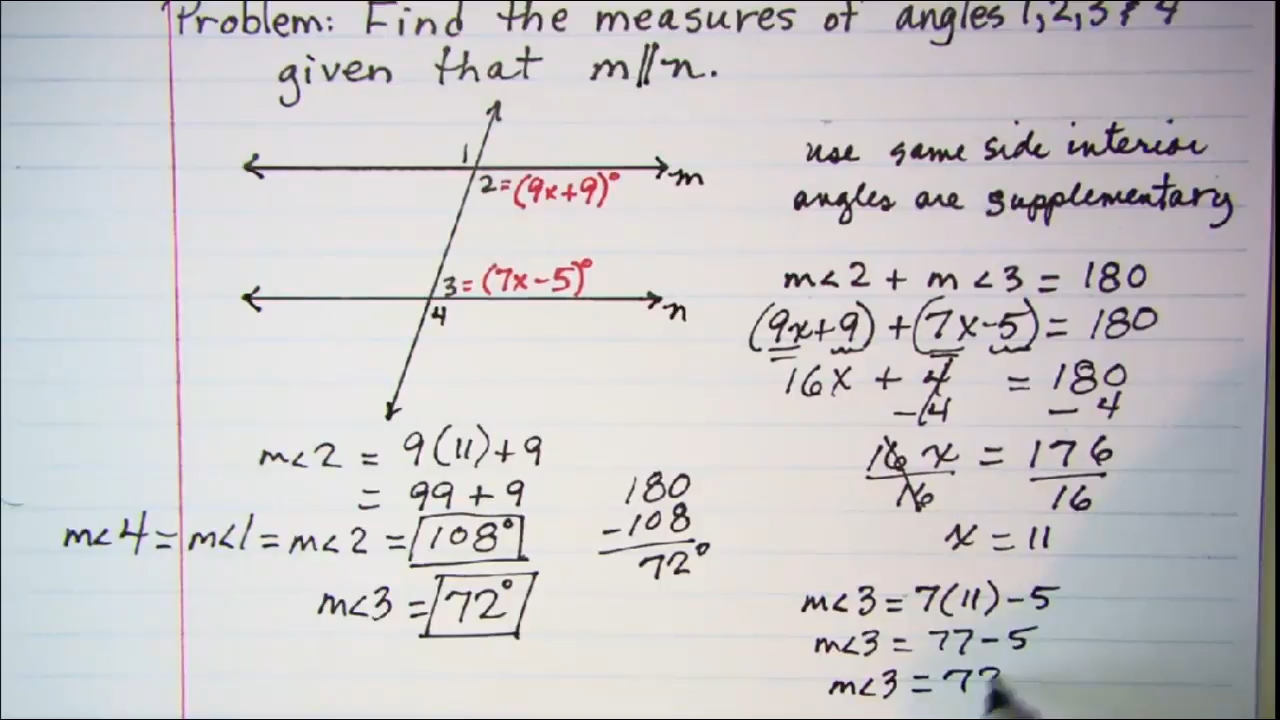 Problem: Find the measures of angles 1, 2, 3 & 4
given that m∥n.
1
m
2 = (9x+9)°
3 = (7x-5)°
n
4
use same side interior
angles are supplementary
m<2 + m<3 = 180
(9x+9) + (7x-5) = 180
16x + 4 = 180
-4 - 4
16x = 176
16 16
x = 11
m<3 = 7(11) - 5
m<3 = 77 - 5
m<3 = 72
m<2 = 9(11) + 9
= 99 + 9
m<4 = m<1 = m<2 = 108°
m<3 = 72°
180
-108
72°